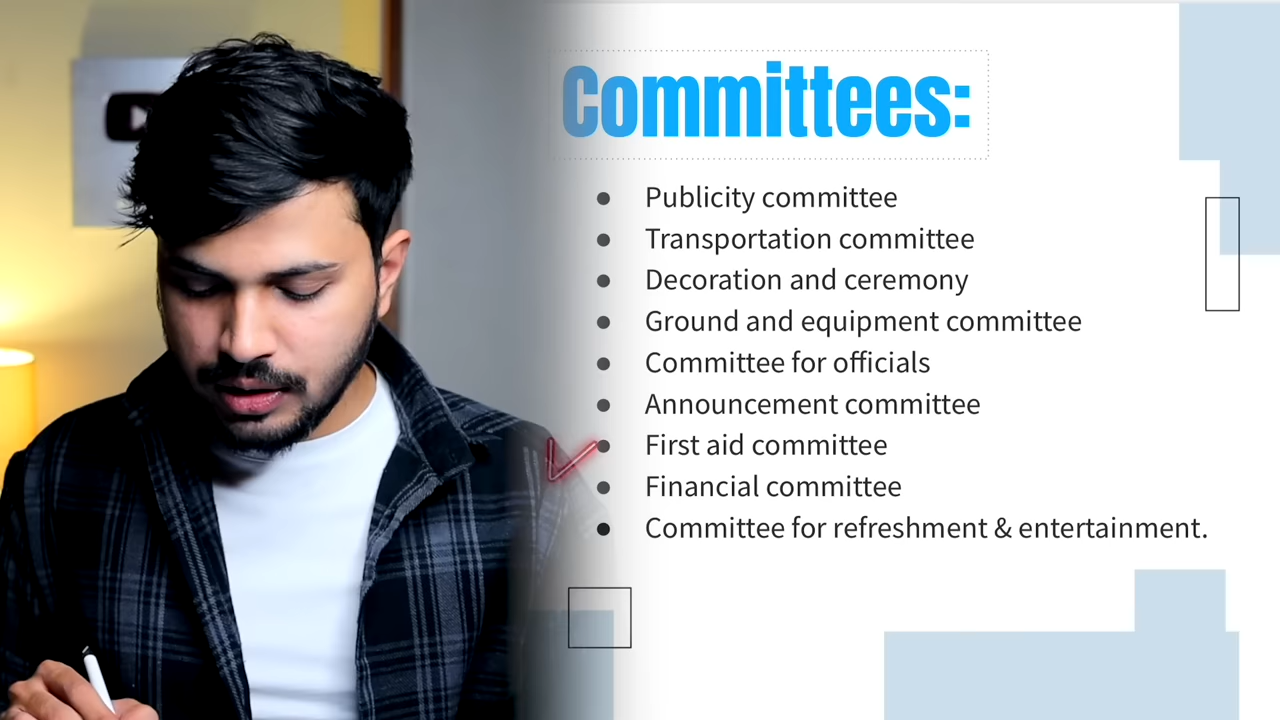 Committees:
● Publicity committee
● Transportation committee
● Decoration and ceremony
● Ground and equipment committee
● Committee for officials
● Announcement committee
● First aid committee
● Financial committee
● Committee for refreshment & entertainment.